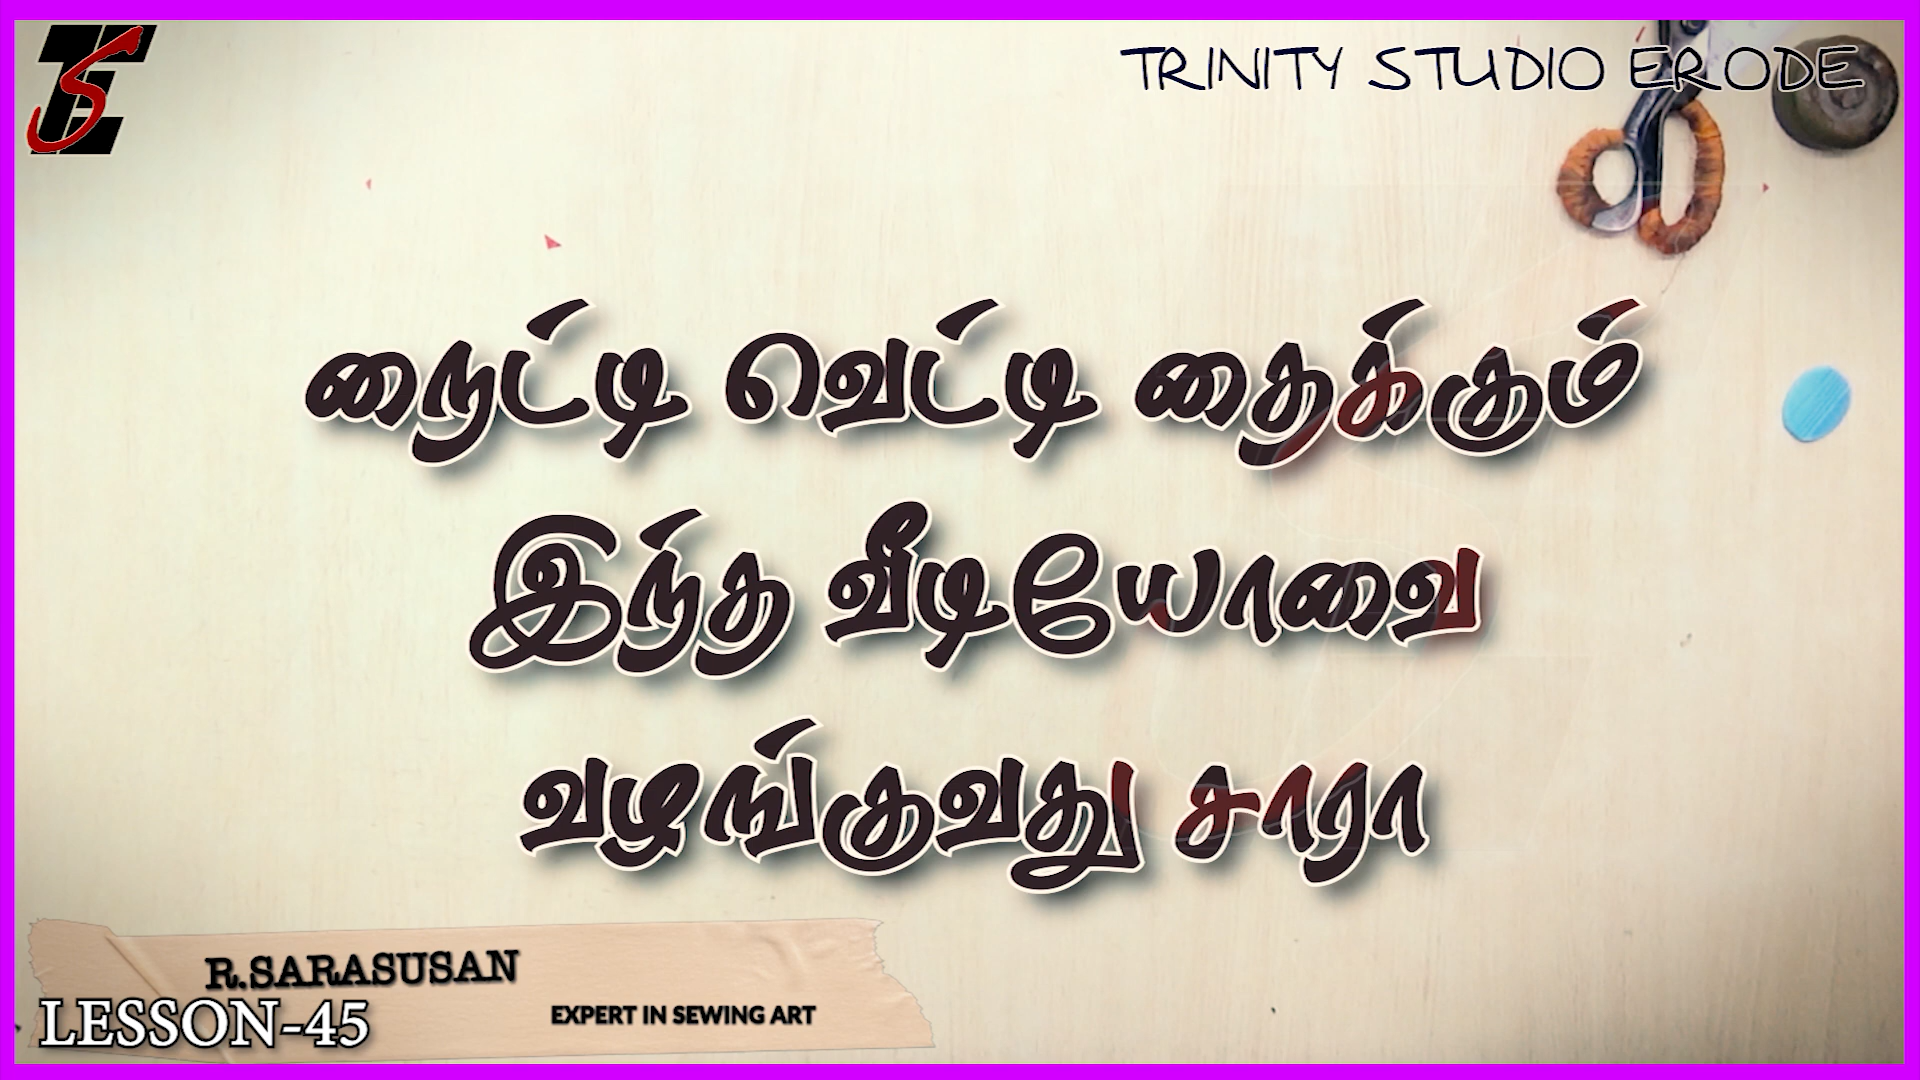 TRINITY STUDIO ERODE
நைட்டி வெட்டி தைக்கும்
இந்த வீடியோவை
வழங்குவது சாரா
R.SARASUSAN
LESSON-45
EXPERT IN SEWING ART